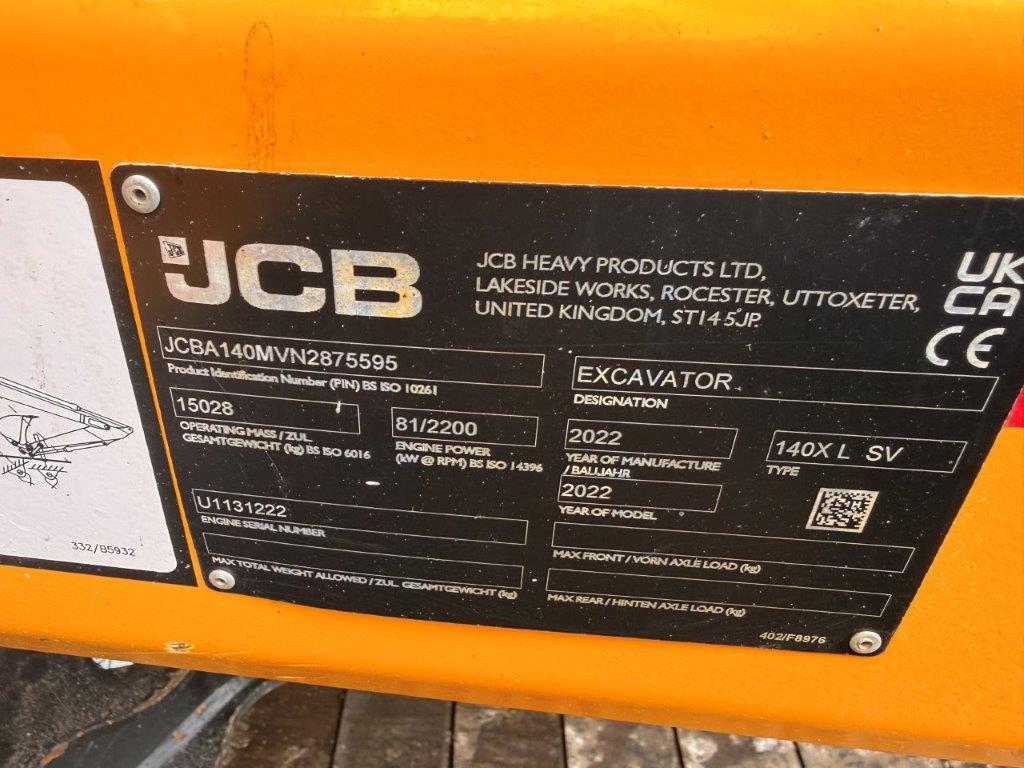 JCB
JCB HEAVY PRODUCTS LTD,
LAKESIDE WORKS, ROCESTER, UTTOXETER,
UNITED KINGDOM, ST14 5JP.
UK
CA
CE
JCBA140MVN2875595
Product Identification Number (PIN) BS ISO 10261
EXCAVATOR
DESIGNATION
15028
OPERATING MASS / ZUL.
GESAMTGEWICHT (kg) BS ISO 6016
81/2200
ENGINE POWER
(kW @ RPM) BS ISO 14396
2022
YEAR OF MANUFACTURE
/ BAUJAHR
140X L SV
TYPE
2022
YEAR OF MODEL
U1131222
ENGINE SERIAL NUMBER
MAX TOTAL WEIGHT ALLOWED / ZUL. GESAMTGEWICHT (kg)
MAX FRONT / VORN AXLE LOAD (kg)
MAX REAR / HINTEN AXLE LOAD (kg)
402/F8976
332/B5932